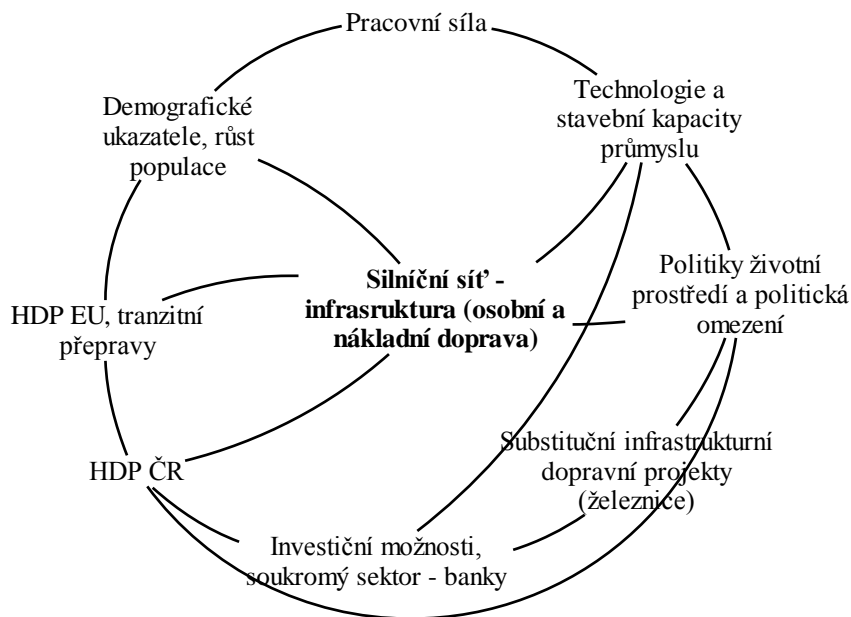 Pracovní síla
Demografické
ukazatele, růst
populace
Technologie a
stavební kapacity
průmyslu
Silníční síť -
infrasruktura (osobní a
nákladní doprava)
Politiky životní
prostředí a politická
omezení
HDP EU, tranzitní
přepravy
HDP ČR
Substituční infrastrukturní
dopravní projekty
(železnice)
Investiční možnosti,
soukromý sektor - banky